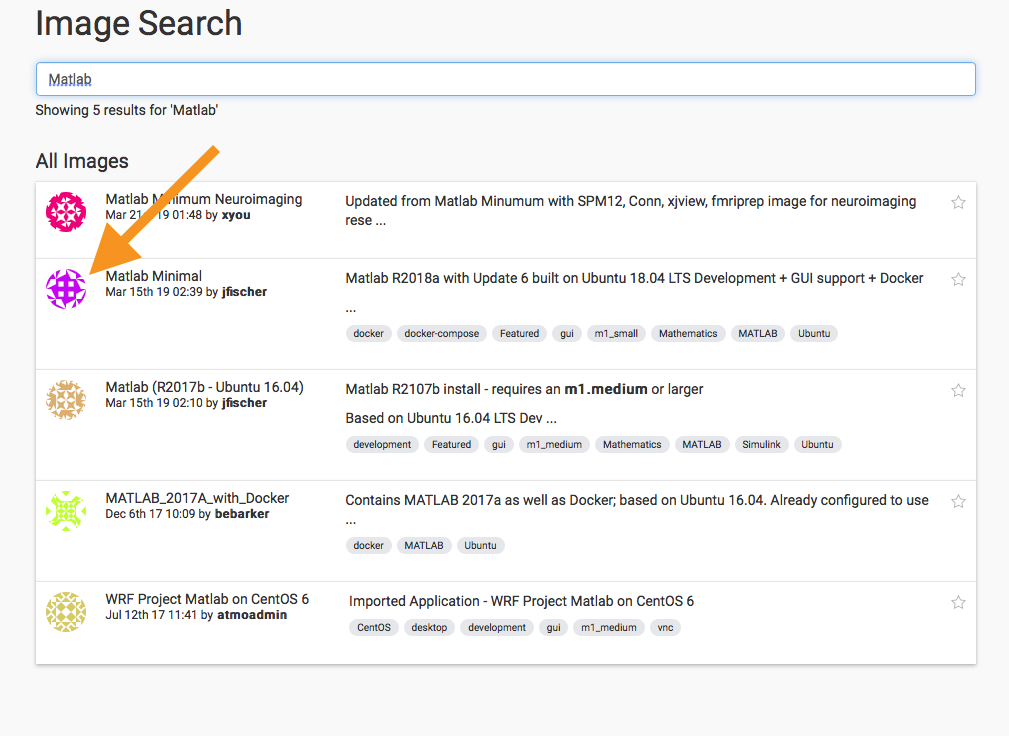 Image Search
Matlab
Showing 5 results for 'Matlab'
All Images
Matlab Minimum Neuroimaging
Mar 21 19 01:48 by xyou
Updated from Matlab Minumum with SPM12, Conn, xjview, fmriprep image for neuroimaging
rese ...
Matlab Minimal
Mar 15th 19 02:39 by jfischer
Matlab R2018a with Update 6 built on Ubuntu 18.04 LTS Development + GUI support + Docker
...
docker docker-compose Featured gui m1_small Mathematics MATLAB Ubuntu
Matlab (R2017b - Ubuntu 16.04)
Mar 15th 19 02:10 by jfischer
Matlab R2107b install - requires an m1.medium or larger
Based on Ubuntu 16.04 LTS Dev ...
development Featured gui m1_medium Mathematics MATLAB Simulink Ubuntu
MATLAB_2017A_with_Docker
Dec 6th 17 10:09 by bebarker
Contains MATLAB 2017a as well as Docker; based on Ubuntu 16.04. Already configured to use
...
docker MATLAB Ubuntu
WRF Project Matlab on CentOS 6
Jul 12th 17 11:41 by atmoadmin
Imported Application - WRF Project Matlab on CentOS 6
CentOS desktop development gui m1_medium vnc